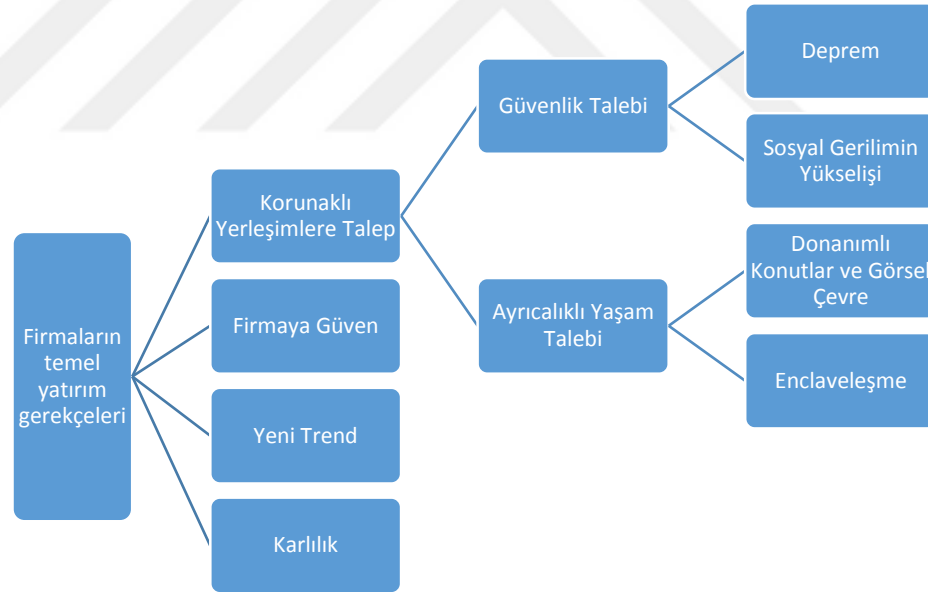 Firmaların
temel
yatırım
gerekçeleri
Korunaklı
Yerleşimlere Talep
Firmaya Güven
Yeni Trend
Karlılık
Güvenlik Talebi
Ayrıcalıklı Yaşam
Talebi
Deprem
Sosyal Gerilimin
Yükselişi
Donanımlı
Konutlar ve Görsel
Çevre
Enclaveleşme